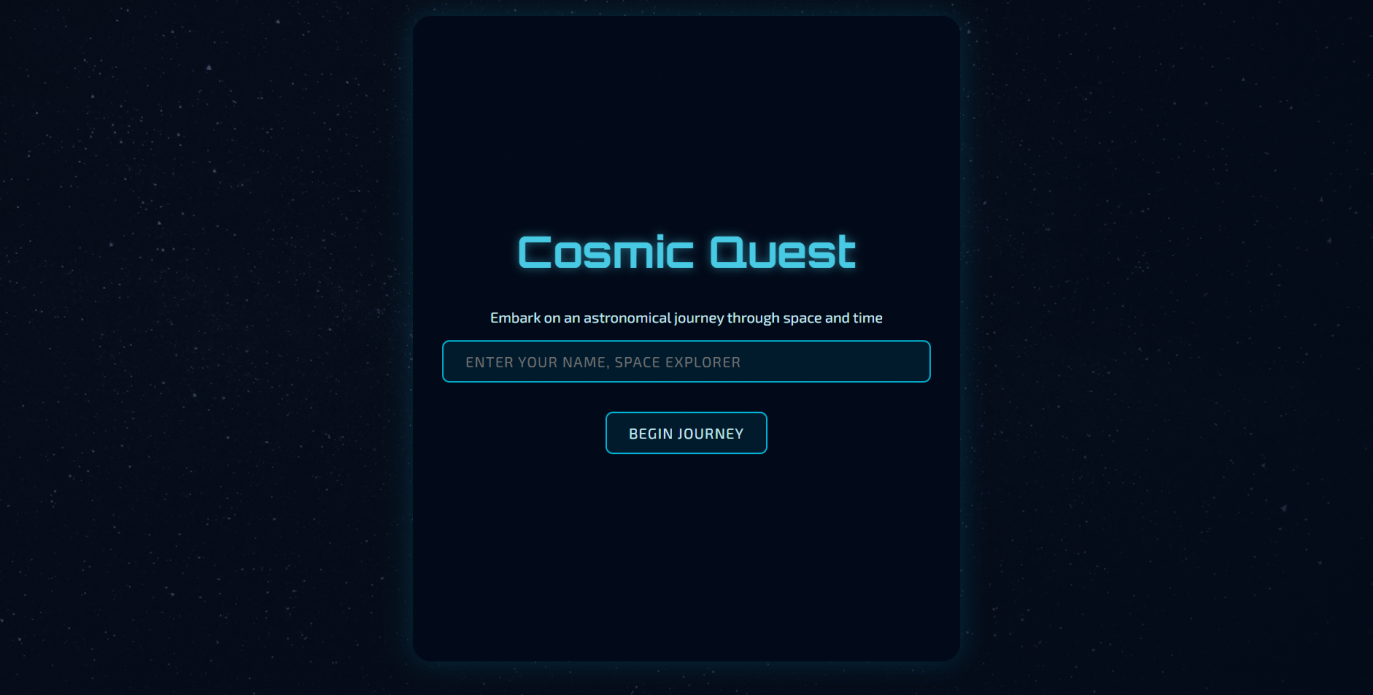 Cosmic Quest
Embark on an astronomical journey through space and time
ENTER YOUR NAME, SPACE EXPLORER
BEGIN JOURNEY